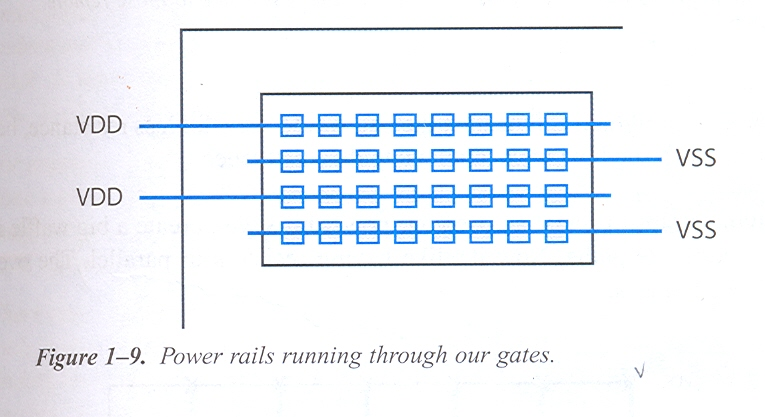 VDD
VSS
VDD
VSS
Figure 1–9. Power rails running through our gates.